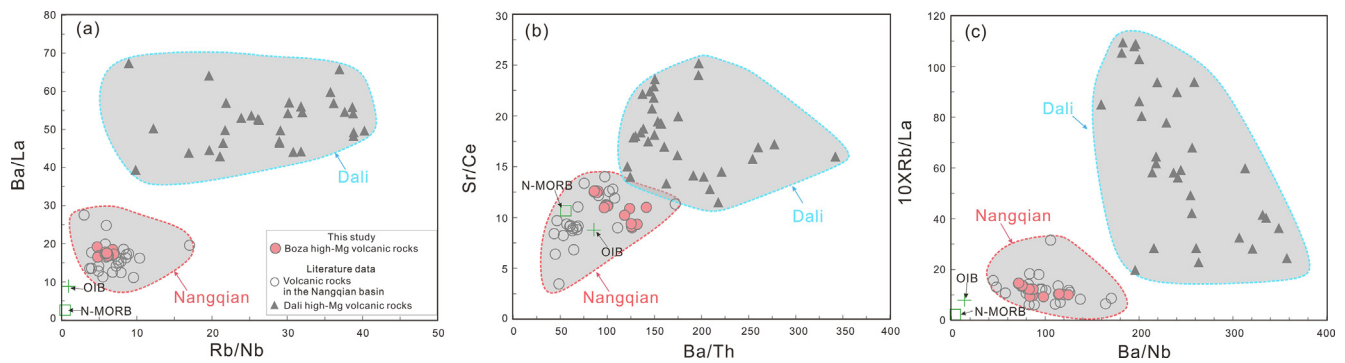 (a)
80
70
60
50
40
30
20
10
0
Ba/La
0
10
20
30
40
50
Rb/Nb
Dali
Nangqian
OIB
N-MORB
This study
Boza high-Mg volcanic rocks
Literature data
Volcanic rocks
in the Nangqian basin
Dali high-Mg volcanic rocks
(b)
30
25
20
15
10
5
0
Sr/Ce
0
50
100
150
200
250
300
350
400
Ba/Th
Dali
Nangqian
N-MORB
OIB
(c)
120
100
80
60
40
20
0
10XRb/La
0
100
200
300
400
Ba/Nb
Dali
Nangqian
OIB
N-MORB